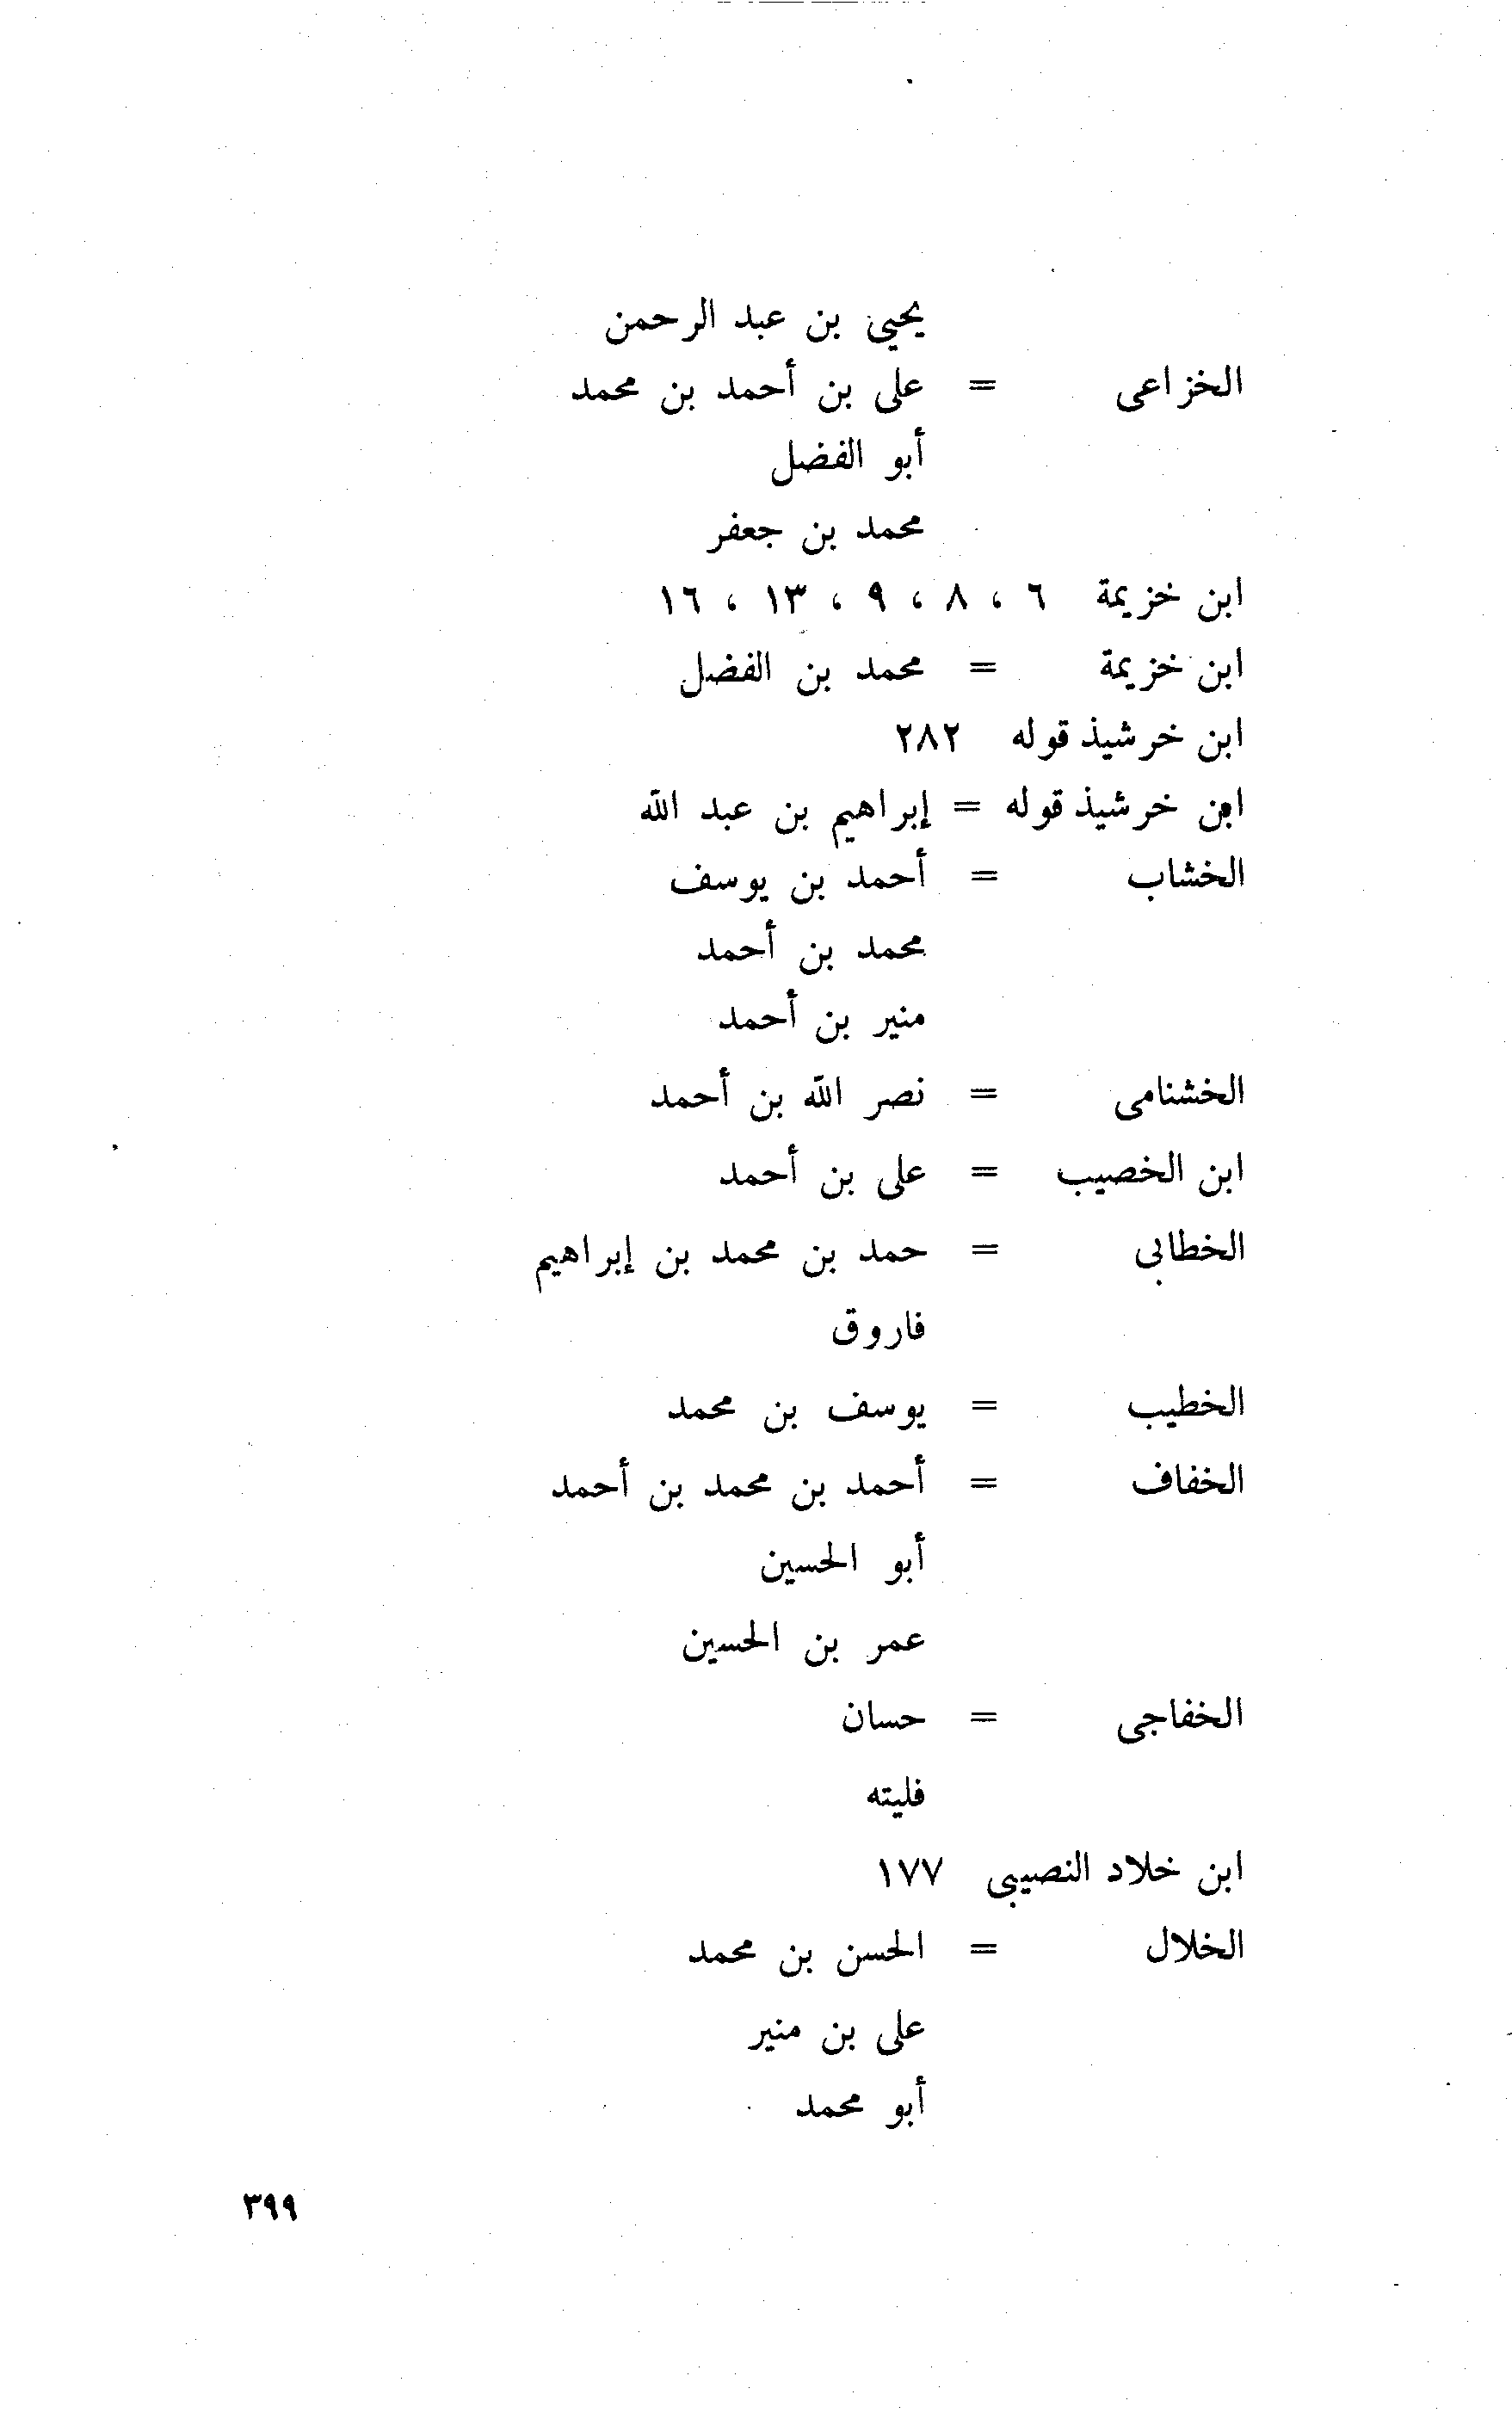 يحيي بن عبد الرحمن
الخزاعى = على بن أحمد بن محمد
أبو الفضل
محمد بن جعفر
ابن خزيمة ٦ ، ٨ ، ٩ ، ١٣ ، ١٦
ابن خزيمة = محمد بن الفضل
ابن خرشيذ قوله ٢٨٢
ابن خرشيذ قوله = إبراهيم بن عبد الله
الخشاب = أحمد بن يوسف
محمد بن أحمد
منير بن أحمد
الخشنامى = نصر الله بن أحمد
ابن الخصيب = على بن أحمد
الخطابى = حمد بن محمد بن إبراهيم
فاروق
الخطيب = يوسف بن محمد
الخفاف = أحمد بن محمد بن أحمد
أبو الحسين
عمر بن الحسين
الخفاجى = حسان
فليته
ابن خلاد النصيبى ١٧٧
الخلال = الحسن بن محمد
على بن منير
أبو محمد
٣٩٩